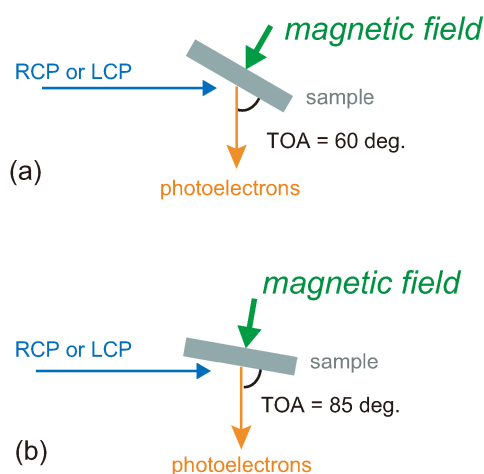 magnetic field
RCP or LCP
sample
TOA = 60 deg.
(a)
photoelectrons
magnetic field
RCP or LCP
sample
TOA = 85 deg.
(b)
photoelectrons